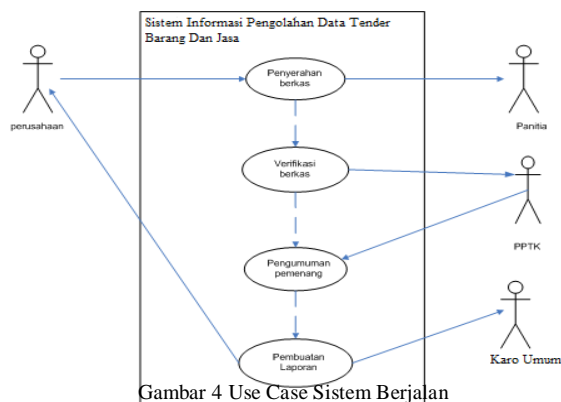 Sistem Informasi Pengolahan Data Tender
Barang Dan Jasa
Penyerahan
berkas
perusahaan
Panitia
Verifikasi
berkas
PPTK
Pengumuman
pemenang
Pembuatan
Laporan
Karo Umum
Gambar 4 Use Case Sistem Berjalan